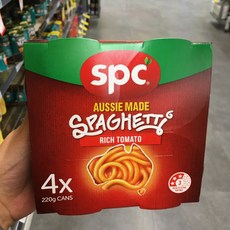 spc
AUSSIE MADE
SPAGHETTI
RICH TOMATO
4x
220g CANS